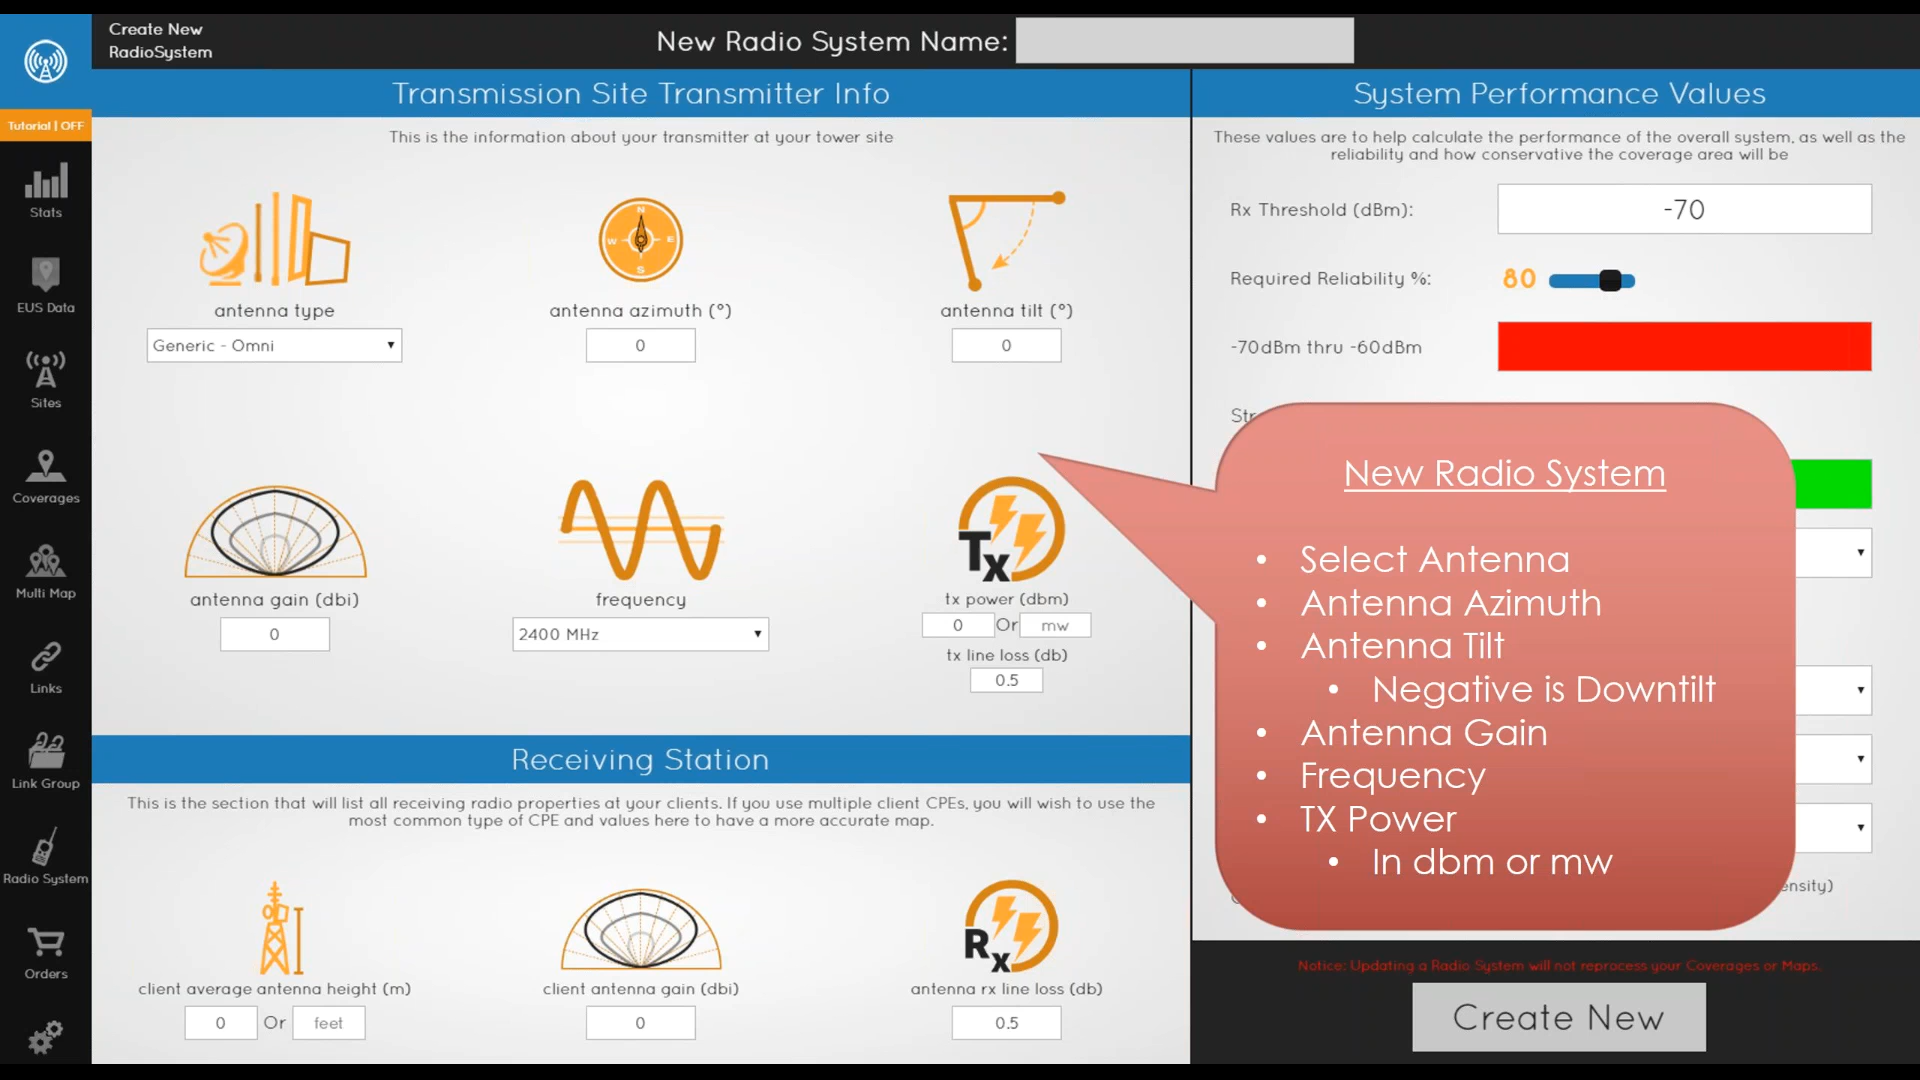 Create New
RadioSystem
New Radio System Name:
Tutorial | OFF
Stats
EUS Data
Sites
Coverages
Multi Map
Links
Link Group
Radio System
Orders
Transmission Site Transmitter Info
This is the information about your transmitter at your tower site
antenna type
Generic - Omni
antenna azimuth (°)
N
W
E
S
0
antenna tilt (°)
0
antenna gain (dbi)
0
frequency
2400 MHz
Tx
tx power (dbm)
0 Or mw
tx line loss (db)
0.5
Receiving Station
This is the section that will list all receiving radio properties at your clients. If you use multiple client CPEs, you will wish to use the
most common type of CPE and values here to have a more accurate map.
client average antenna height (m)
0 Or feet
client antenna gain (dbi)
0
Rx
antenna rx line loss (db)
0.5
System Performance Values
These values are to help calculate the performance of the overall system, as well as the
reliability and how conservative the coverage area will be
Rx Threshold (dBm):
-70
Required Reliability %:
80
-70dBm thru -60dBm
New Radio System
• Select Antenna
• Antenna Azimuth
• Antenna Tilt
• Negative is Downtilt
• Antenna Gain
• Frequency
• TX Power
• In dbm or mw
Notice: Updating a Radio System will not reprocess your Coverages or Maps.
Create New